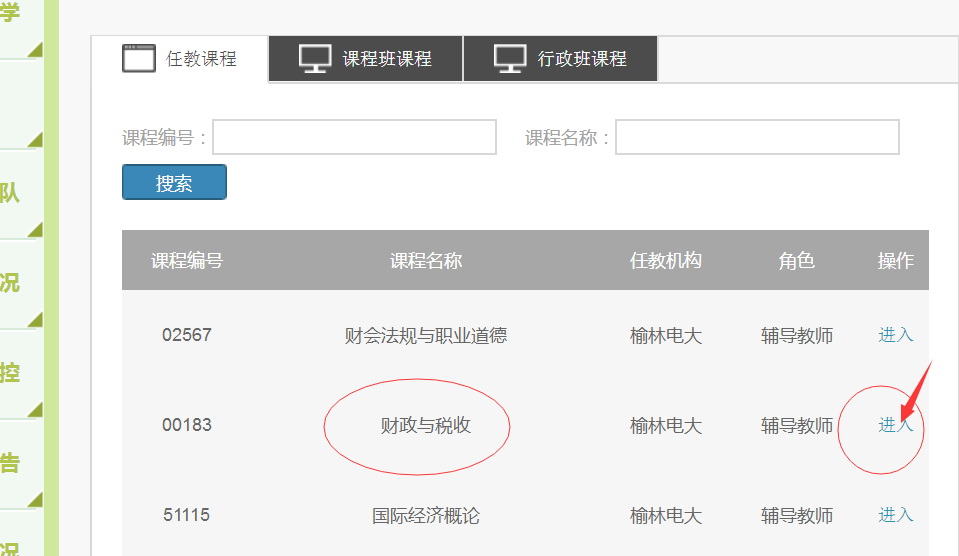 学
队
况
控
告
况
任教课程 课程班课程 行政班课程
课程编号： 课程名称：
搜索
课程编号 课程名称 任教机构 角色 操作
02567 财会法规与职业道德 榆林电大 辅导教师 进入
00183 财政与税收 榆林电大 辅导教师 进入
51115 国际经济概论 榆林电大 辅导教师 进入